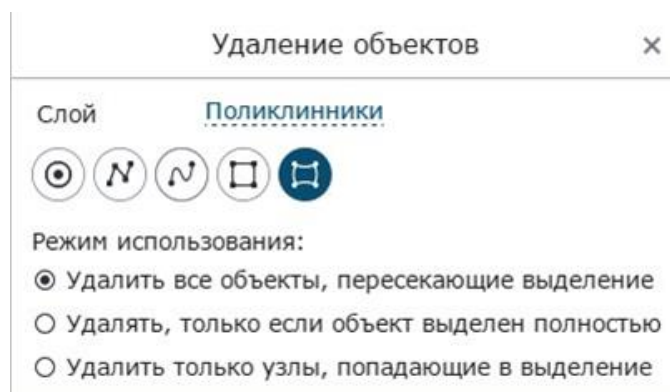 Удаление объектов
Слой Поликлинники
Режим использования:
Удалить все объекты, пересекающие выделение
Удалять, только если объект выделен полностью
Удалить только узлы, попадающие в выделение